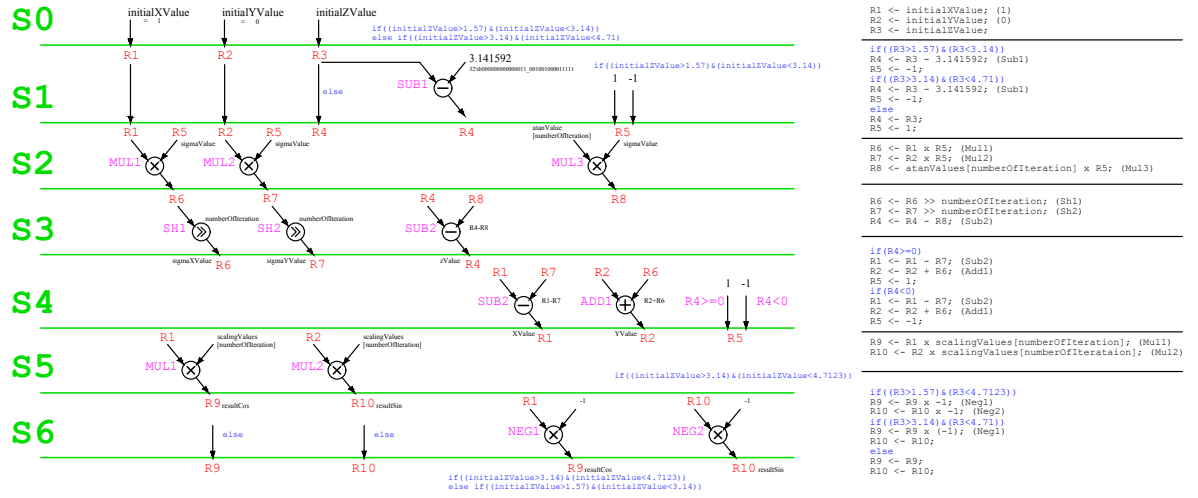 S0
initialXValue
= 1
initialYValue
= 0
initialZValue
if((initialZValue>1.57)&(initialZValue<3.14))
else if((initialZValue>3.14)&(initialZValue<4.71)
R1
R2
R3
S1
else
3.141592
32'sb0000000000000011_001001000011111
SUB1
−
if((initialZValue>1.57)&(initialZValue<3.14))
1 -1
R1 R5 R2 R5 R4 R4
atanValue
[numberOfIteration]
R5
S2
sigmaValue
MUL1
×
sigmaValue
MUL2
×
sigmaValue
MUL3
×
R6
R7
R4 R8
R8
S3
numberOfIteration
SH1
numberOfIteration
SH2
SUB2
−
R4-R8
sigmaXValue
R6
sigmaYValue
R7
zValue
R4
S4
R1 R7
SUB2
−
R1-R7
R2 R6
ADD1
+
R2+R6
R4>=0
1 -1
R4<0
XValue
R1
YValue
R2
R5
S5
R1
scalingValues
[numberOfIteration]
MUL1
×
R2
scalingValues
[numberOfIteration]
MUL2
×
if((initialZValue>3.14)&(initialZValue<4.7123))
R9 resultCos
R10 resultSin
S6
else
else
R1
-1
NEG1
×
R10
-1
NEG2
×
R9
R10
R9 resultCos
R10 resultSin
if((initialZValue>3.14)&(initialZValue<4.7123))
else if((initialZValue>1.57)&(initialZValue<3.14))
R1 <- initialXValue; (1)
R2 <- initialYValue; (0)
R3 <- initialZValue;
if((R3>1.57)&(R3<3.14))
R4 <- R3 - 3.141592; (Sub1)
R5 <- -1;
if((R3>3.14)&(R3<4.71)
R4 <- R3 - 3.141592; (Sub1)
R5 <- -1;
else
R4 <- R3;
R5 <- 1;
R6 <- R1 x R5; (Mul1)
R7 <- R2 x R5; (Mul2)
R8 <- atanValues[numberOfIteration] x R5; (Mul3)
R6 <- R6 >> numberOfIteration; (Sh1)
R7 <- R7 >> numberOfIteration; (Sh2)
R4 <- R4 - R8; (Sub2)
if(R4>=0)
R1 <- R1 - R7; (Sub2)
R2 <- R2 + R6; (Add1)
R5 <- 1;
if(R4<0)
R1 <- R1 - R7; (Sub2)
R2 <- R2 + R6; (Add1)
R5 <- -1;
R9 <- R1 x scalingValues[numberOfIteration]; (Mul1)
R10 <- R2 x scalingValues[numberOfIterataion]; (Mul2)
if((R3>1.57)&(R3<4.7123))
R9 <- R9 x -1; (Neg1)
R10 <- R10 x -1; (Neg2)
if((R3>3.14)&(R3<4.71))
R9 <- R9 x (-1); (Neg1)
R10 <- R10;
else
R9 <- R9;
R10 <- R10;